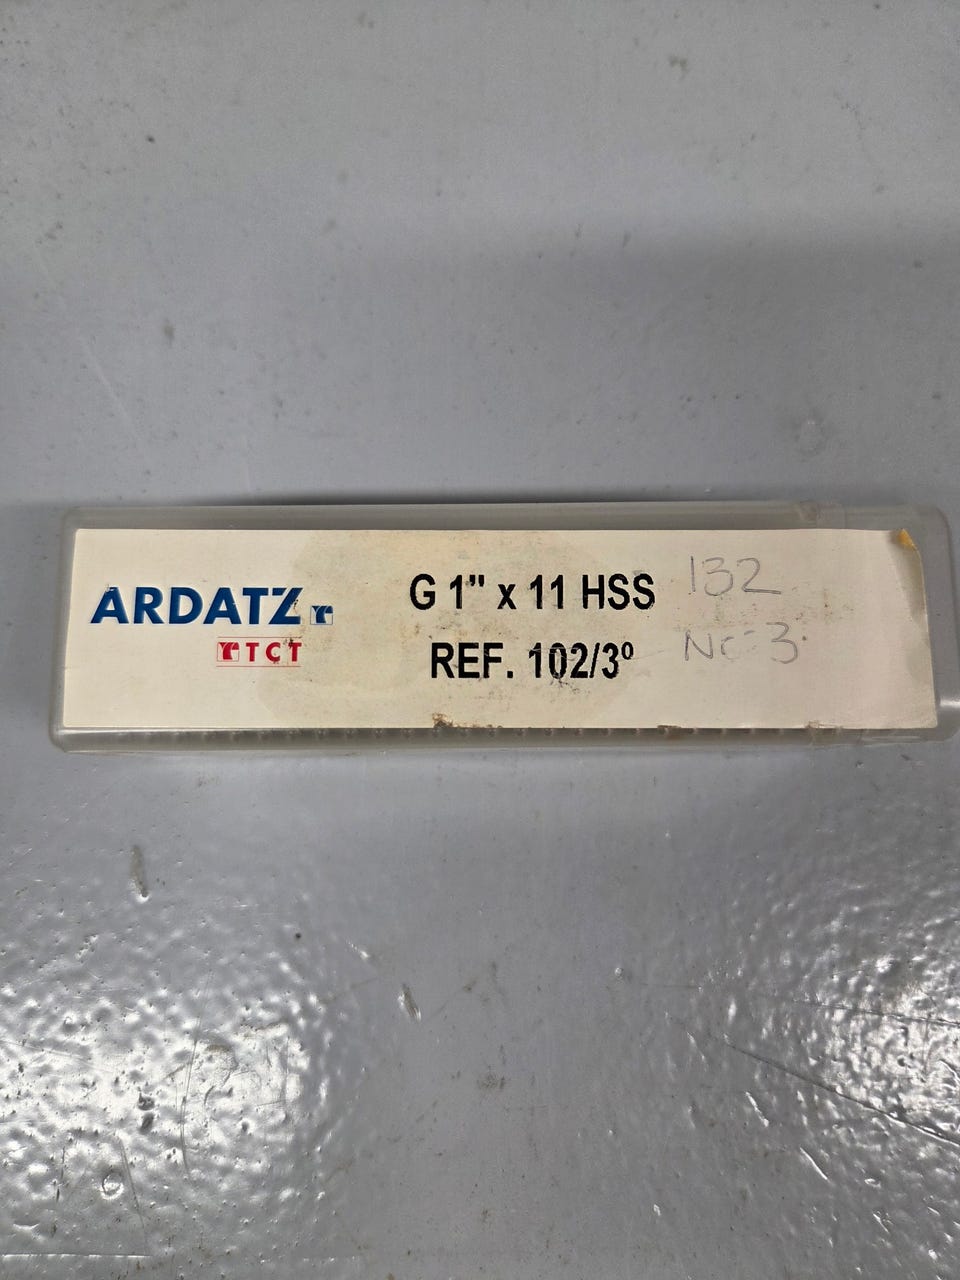 ARDATZ
TCT
G 1" x 11 HSS
REF. 102/3º
132